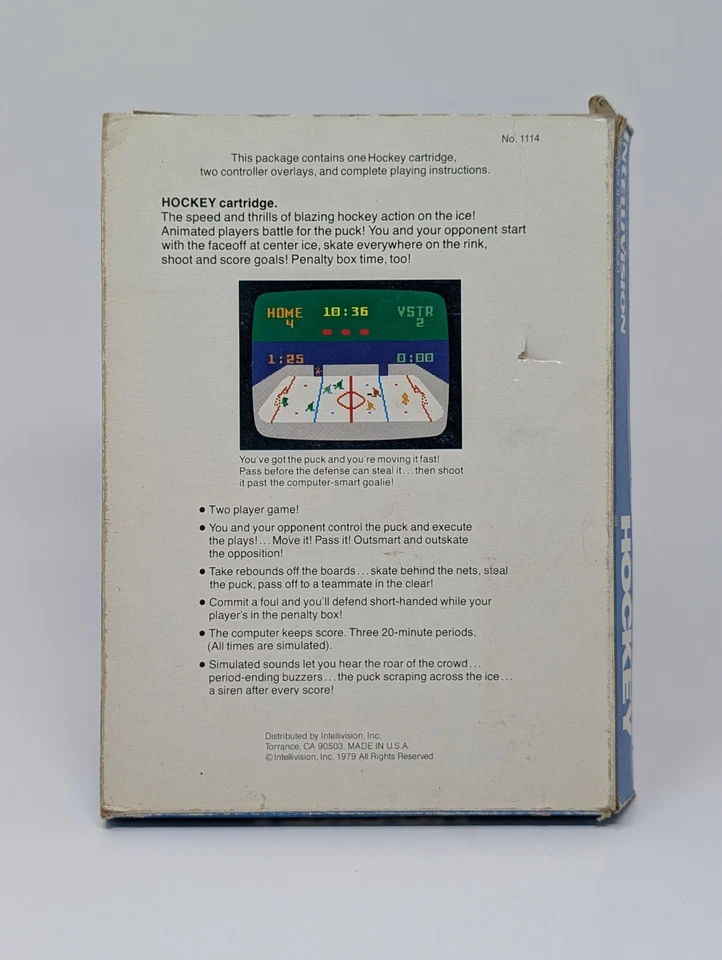 No. 1114
This package contains one Hockey cartridge,
two controller overlays, and complete playing instructions.
HOCKEY cartridge.
The speed and thrills of blazing hockey action on the ice!
Animated players battle for the puck! You and your opponent start
with the faceoff at center ice, skate everywhere on the rink,
shoot and score goals! Penalty box time, too!
HOME 10:36 VSTR
4 2
1:25 0:00
You've got the puck and you're moving it fast!
Pass before the defense can steal it...then shoot
it past the computer-smart goalie!
● Two player game!
● You and your opponent control the puck and execute
the plays!...Move it! Pass it! Outsmart and outskate
the opposition!
● Take rebounds off the boards...skate behind the nets, steal
the puck, pass off to a teammate in the clear!
● Commit a foul and you'll defend short-handed while your
player's in the penalty box!
● The computer keeps score. Three 20-minute periods.
(All times are simulated).
● Simulated sounds let you hear the roar of the crowd...
period-ending buzzers...the puck scraping across the ice...
a siren after every score!
Distributed by Intellivision, Inc.
Torrance, CA 90503. MADE IN U.S.A.
© Intellivision, Inc. 1979 All Rights Reserved.
INTELLIVISION
HOCKEY